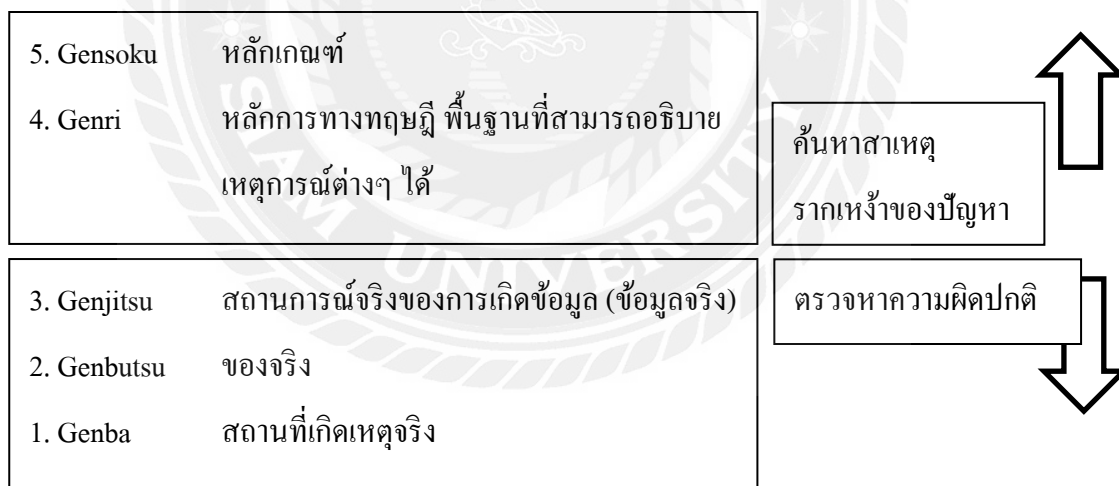 5. Gensoku หลักเกณฑ์
4. Genri หลักการทางทฤษฎี พื้นฐานที่สามารถอธิบาย
เหตุการณ์ต่างๆ ได้
ค้นหาสาเหตุ
รากเหง้าของปัญหา
3. Genjitsu สถานการณ์จริงของการเกิดข้อมูล (ข้อมูลจริง)
2. Genbutsu ของจริง
1. Genba สถานที่เกิดเหตุจริง
ตรวจหาความผิดปกติ
SIAM UNIVERSITY